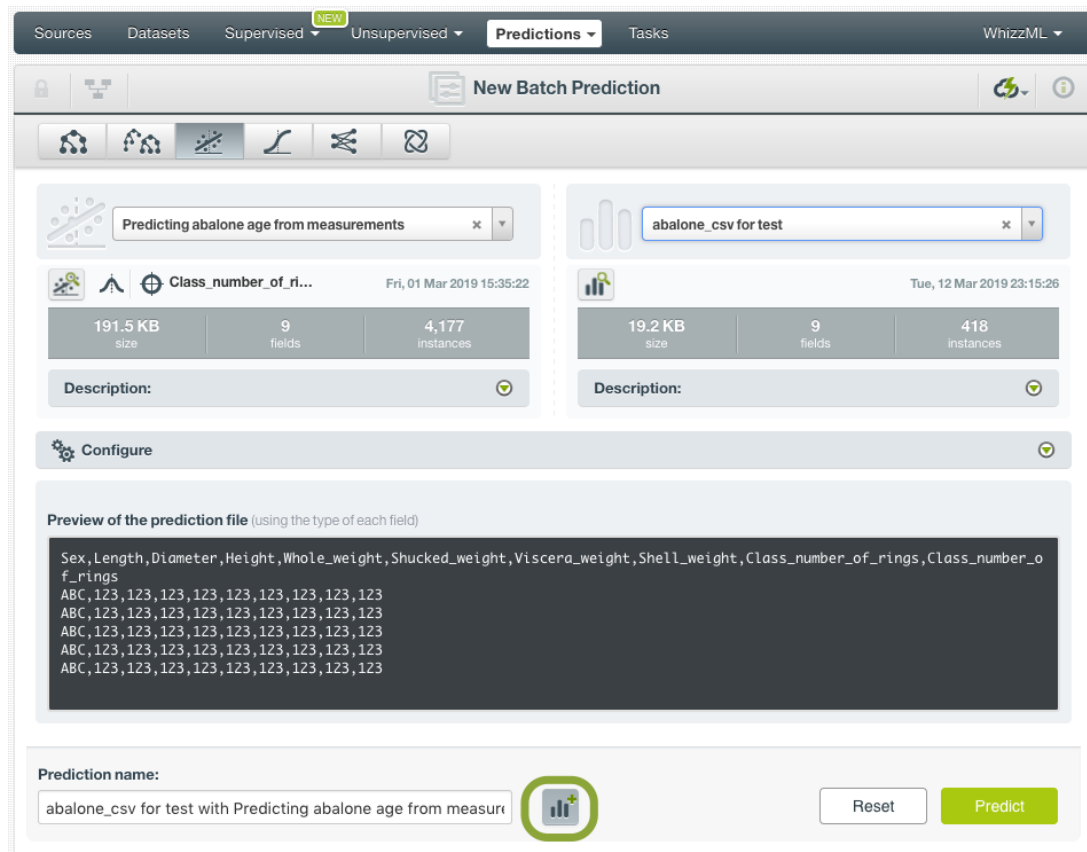 NEW
Sources Datasets Supervised Unsupervised Predictions Tasks WhizzML
New Batch Prediction
Predicting abalone age from measurements
abalone_csv for test
Class_number_of_ri... Fri, 01 Mar 2019 15:35:22
Tue, 12 Mar 2019 23:15:26
191.5 KB 9 4,177
size fields instances
19.2 KB 9 418
size fields instances
Description:
Description:
Configure
Preview of the prediction file (using the type of each field)
Sex,Length,Diameter,Height,Whole_weight,Shucked_weight,Viscera_weight,Shell_weight,Class_number_of_rings,Class_number_o
f_rings
ABC,123,123,123,123,123,123,123,123,123
ABC,123,123,123,123,123,123,123,123,123
ABC,123,123,123,123,123,123,123,123,123
ABC,123,123,123,123,123,123,123,123,123
ABC,123,123,123,123,123,123,123,123,123
Prediction name:
abalone_csv for test with Predicting abalone age from measure
Reset Predict